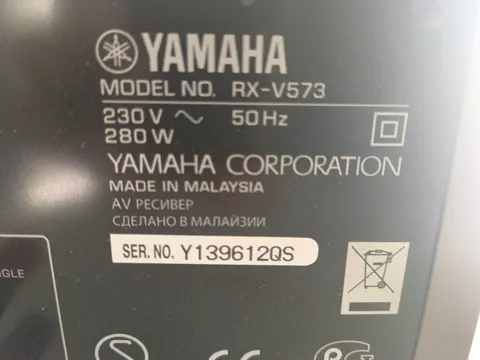 YAMAHA
MODEL NO. RX-V573
230 V ~ 50 Hz
280 W
YAMAHA CORPORATION
MADE IN MALAYSIA
AV РЕСИВЕР
СДЕЛАНО В МАЛАЙЗИИ
SER. NO. Y139612QS